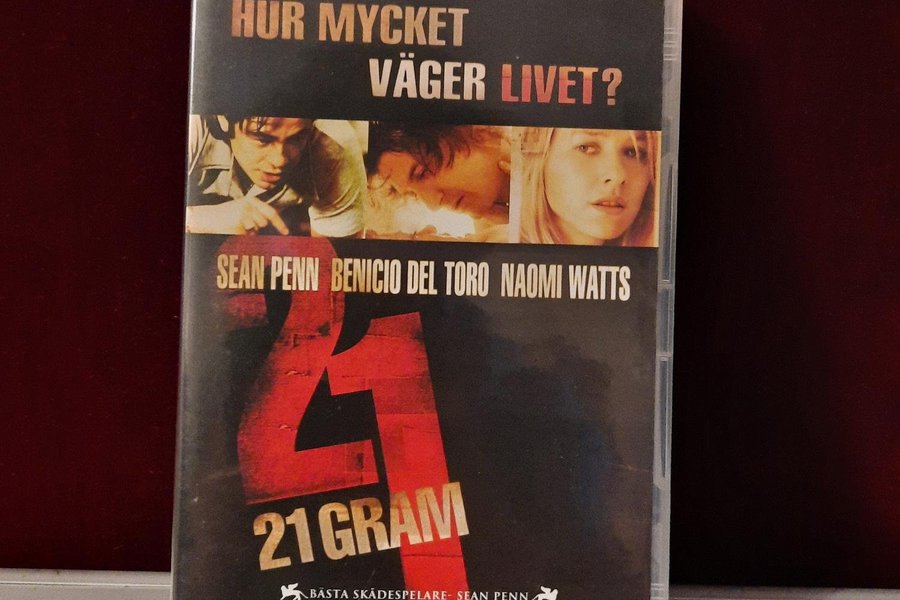 HUR MYCKET
VÄGER LIVET?
SEAN PENN BENICIO DEL TORO NAOMI WATTS
21
21 GRAM
BÄSTA SKÅDESPELARE- SEAN PENN